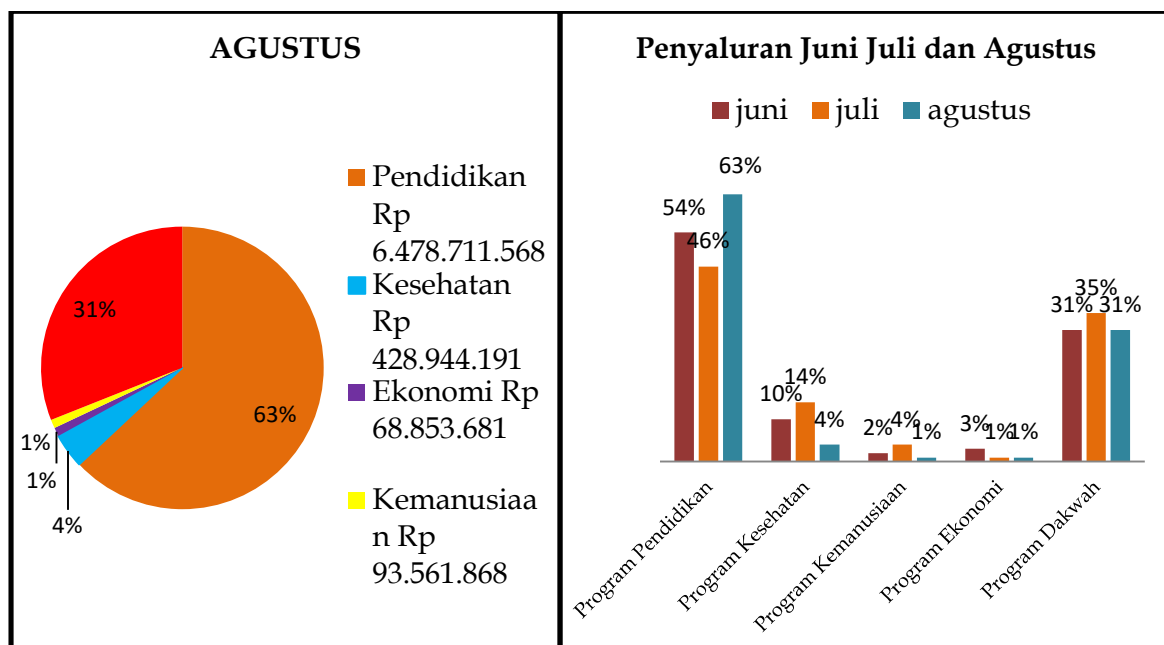 AGUSTUS
Pendidikan
Rp
6.478.711.568
Kesehatan
Rp
428.944.191
Ekonomi Rp
68.853.681
Kemanusiaa
n Rp
93.561.868
31%
63%
1%
1%
4%
Penyaluran Juni Juli dan Agustus
juni juli agustus
54%
46%
63%
10%
14%
4%
2%
4%
1%
3%
1%
1%
31%
35%
31%
Program Pendidikan
Program Kesehatan
Program Kemanusiaan
Program Ekonomi
Program Dakwah